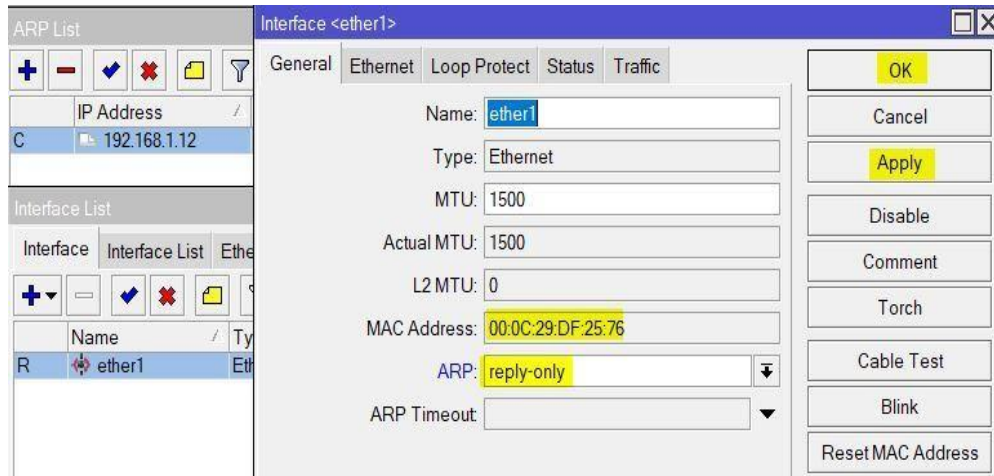 ARP List
IP Address
C 192.168.1.12
Interface List
Interface Interface List Ethe
Name Ty
R ether1 Eth
Interface <ether1>
General Ethernet Loop Protect Status Traffic
Name: ether1
Type: Ethernet
MTU: 1500
Actual MTU: 1500
L2 MTU: 0
MAC Address: 00:0C:29:DF:25:76
ARP: reply-only
ARP Timeout:
OK
Cancel
Apply
Disable
Comment
Torch
Cable Test
Blink
Reset MAC Address